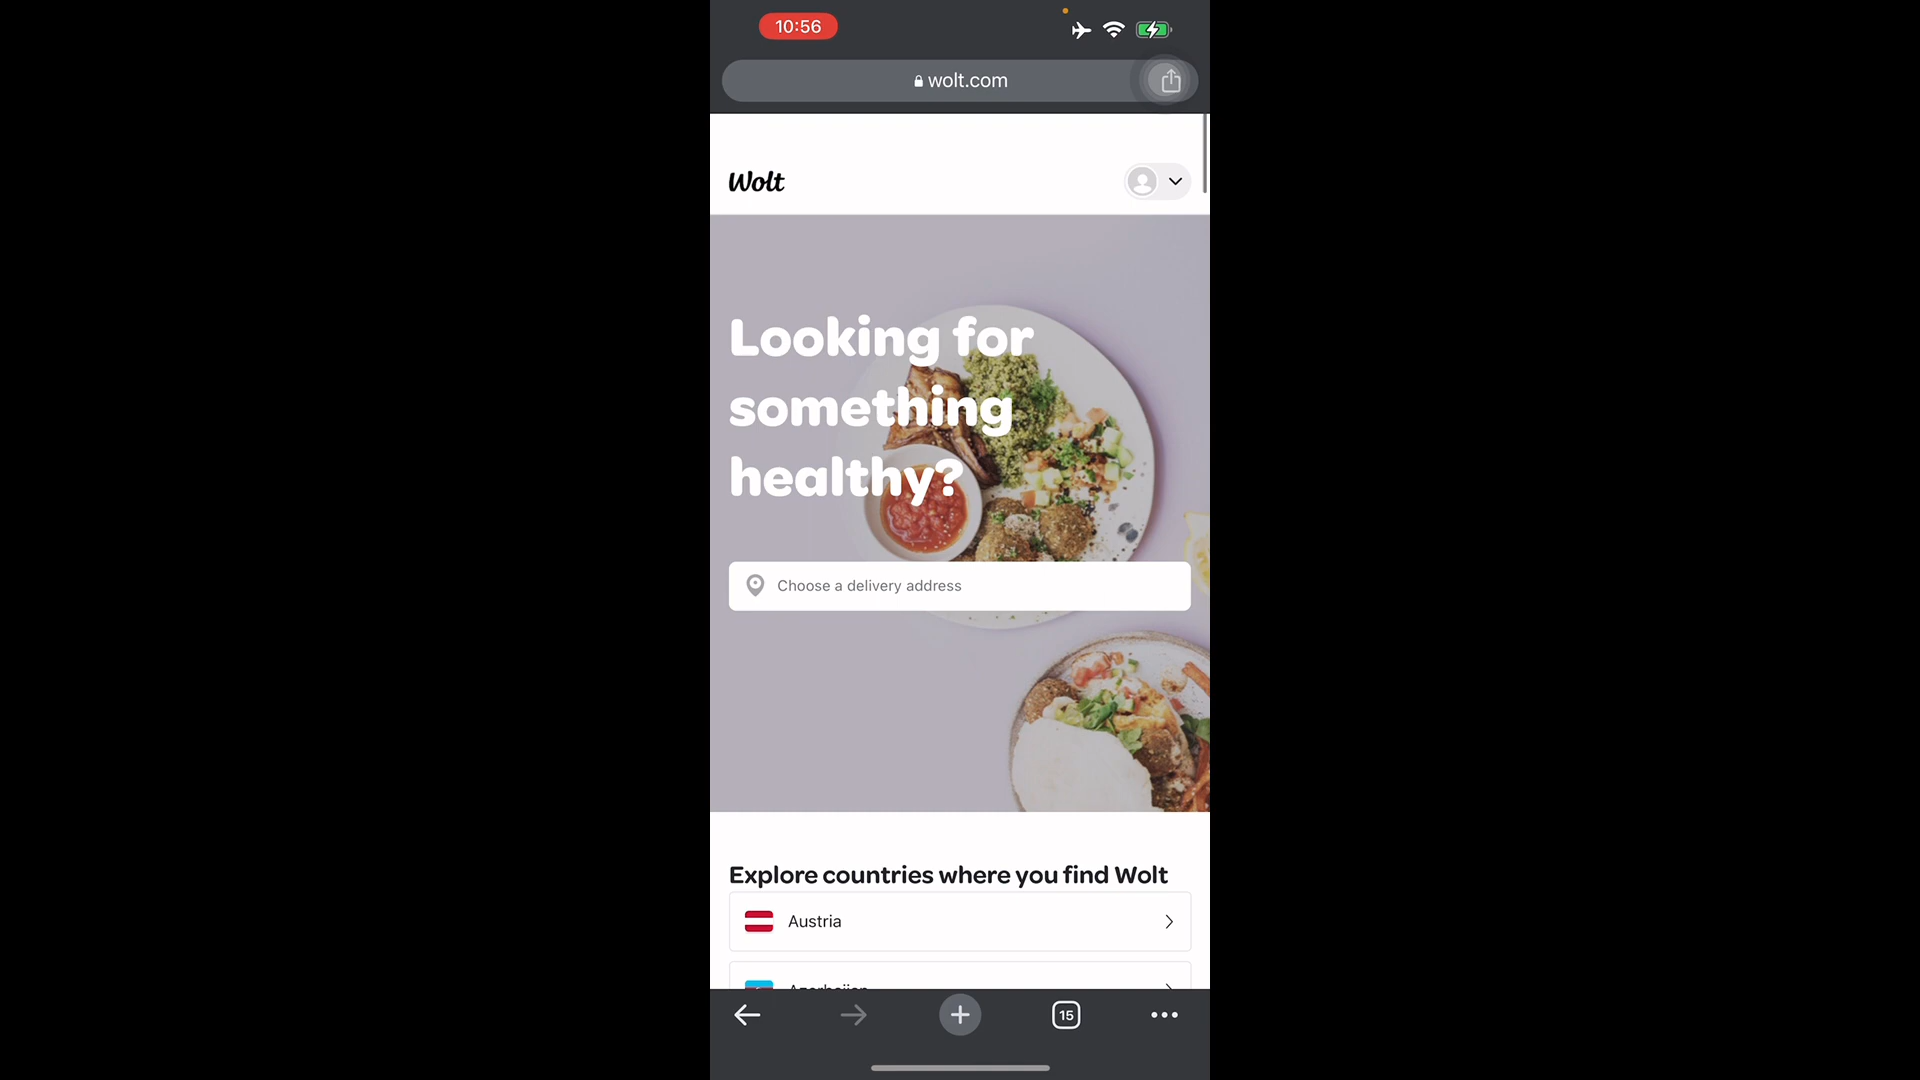 10:56
wolt.com
Wolt
Looking for
something
healthy?
Choose a delivery address
Explore countries where you find Wolt
Austria
Azerbaijan
15